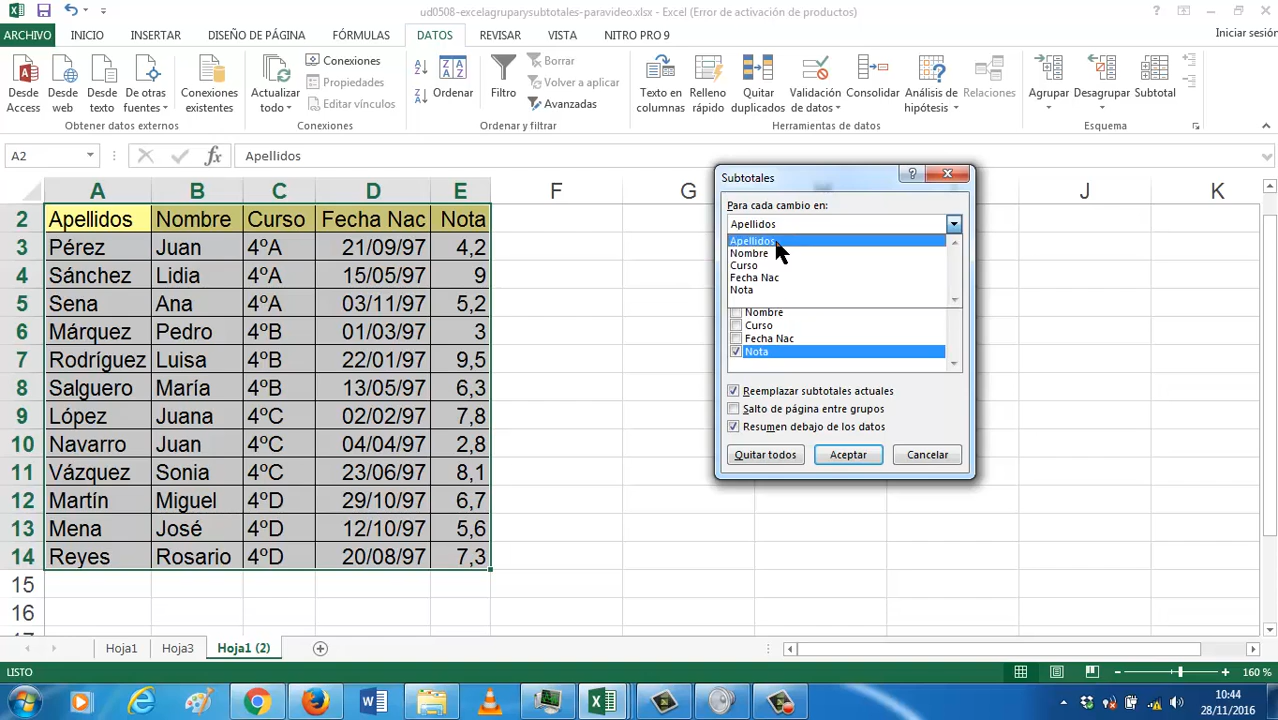 ud0508-excelagruparysubtotales-paravideo.xlsx - Excel (Error de activación de productos)
ARCHIVO INICIO INSERTAR DISEÑO DE PÁGINA FÓRMULAS DATOS REVISAR VISTA NITRO PRO 9 Iniciar sesión
Desde Access
Desde web
Desde texto
De otras fuentes
Conexiones existentes
Obtener datos externos
Actualizar todo
Conexiones
Propiedades
Editar vínculos
Conexiones
Ordenar
Filtro
Borrar
Volver a aplicar
Avanzadas
Ordenar y filtrar
Texto en columnas
Relleno rápido
Quitar duplicados
Validación de datos
Consolidar
Análisis de hipótesis
Relaciones
Herramientas de datos
Agrupar
Desagrupar
Subtotal
Esquema
A2 fx Apellidos
A B C D E F G J K
2 Apellidos Nombre Curso Fecha Nac Nota
3 Pérez Juan 4ºA 21/09/97 4,2
4 Sánchez Lidia 4ºA 15/05/97 9
5 Sena Ana 4ºA 03/11/97 5,2
6 Márquez Pedro 4ºB 01/03/97 3
7 Rodríguez Luisa 4ºB 22/01/97 9,5
8 Salguero María 4ºB 13/05/97 6,3
9 López Juana 4ºC 02/02/97 7,8
10 Navarro Juan 4ºC 04/04/97 2,8
11 Vázquez Sonia 4ºC 23/06/97 8,1
12 Martín Miguel 4ºD 29/10/97 6,7
13 Mena José 4ºD 12/10/97 5,6
14 Reyes Rosario 4ºD 20/08/97 7,3
15
16
Subtotales
Para cada cambio en:
Apellidos
Apellidos
Nombre
Curso
Fecha Nac
Nota
Nombre
Curso
Fecha Nac
Nota
Reemplazar subtotales actuales
Salto de página entre grupos
Resumen debajo de los datos
Quitar todos Aceptar Cancelar
Hoja1 Hoja3 Hoja1 (2)
LISTO 160 %
10:44
28/11/2016